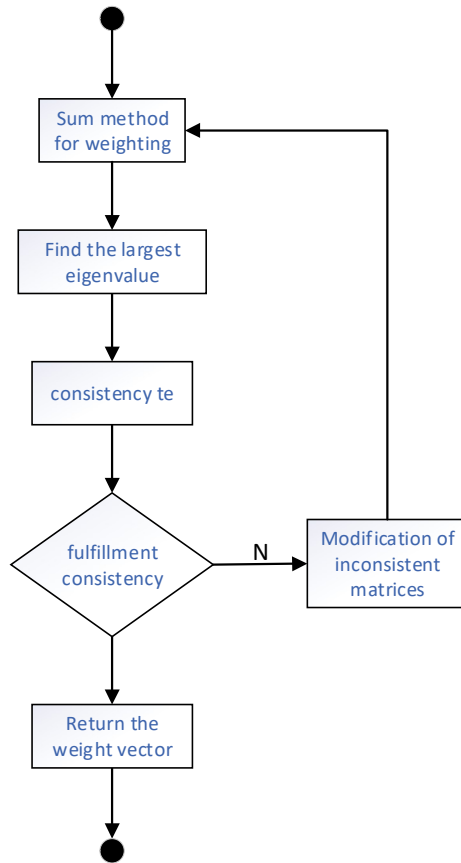 Sum method
for weighting
Find the largest
eigenvalue
consistency te
fulfillment
consistency
N
Modification of
inconsistent
matrices
Return the
weight vector